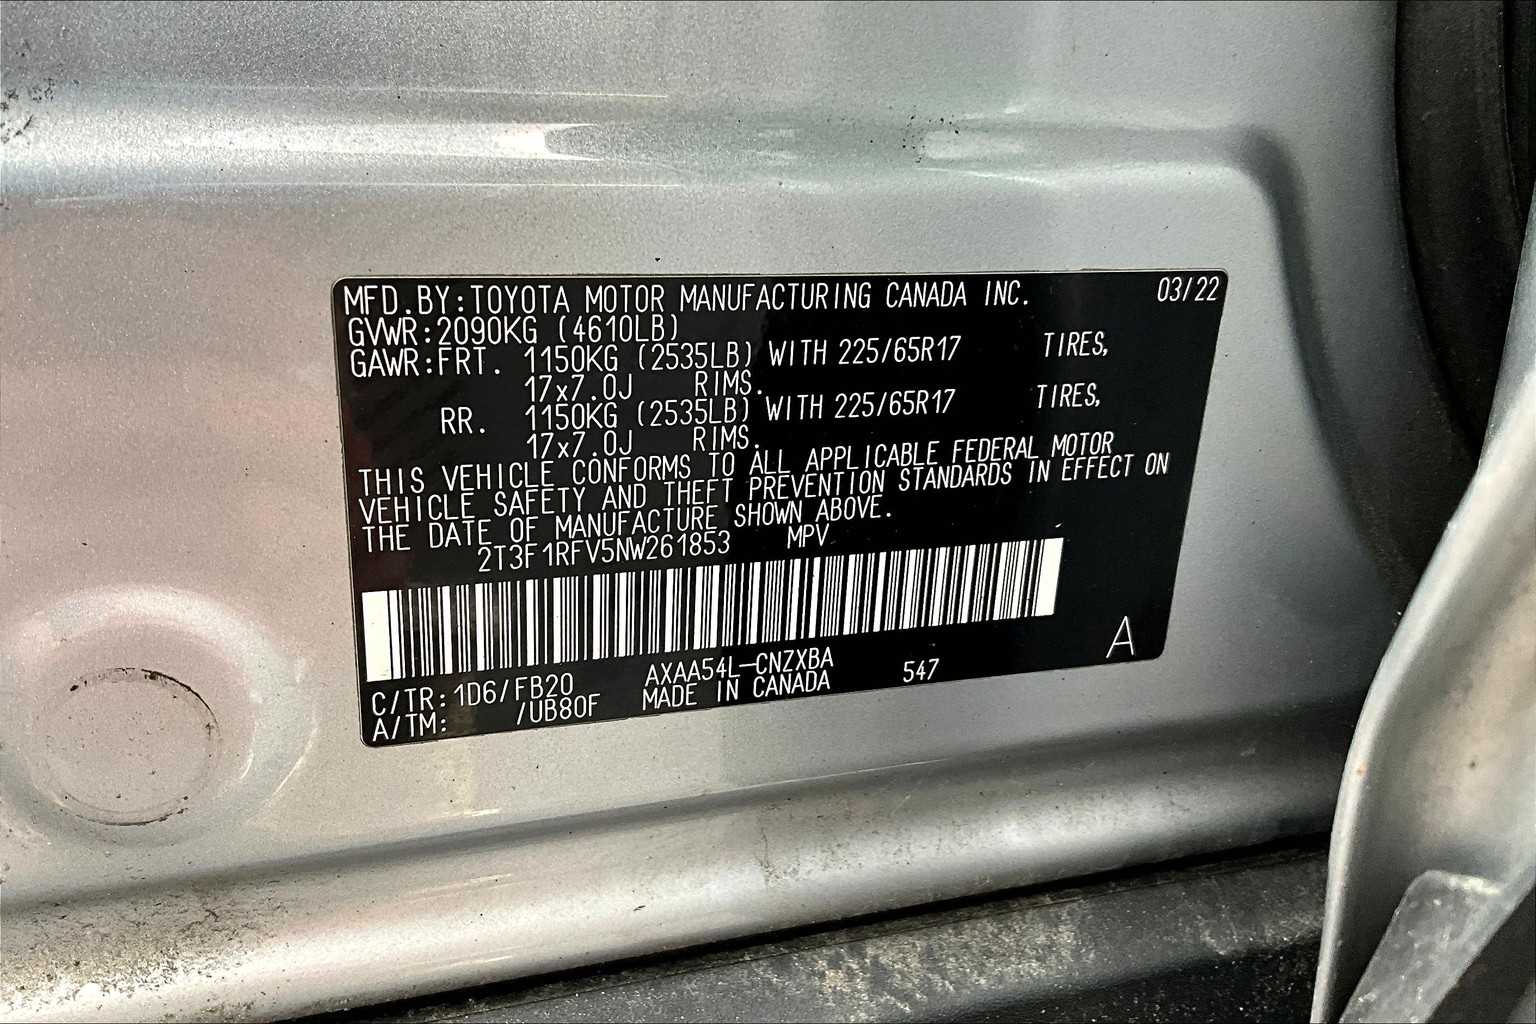 MFD.BY:TOYOTA MOTOR MANUFACTURING CANADA INC. 03/22
GVWR:2090KG (4610LB)
GAWR:FRT. 1150KG (2535LB) WITH 225/65R17 TIRES,
17x7.0J RIMS.
RR. 1150KG (2535LB) WITH 225/65R17 TIRES,
17x7.0J RIMS.
THIS VEHICLE CONFORMS TO ALL APPLICABLE FEDERAL MOTOR
VEHICLE SAFETY AND THEFT PREVENTION STANDARDS IN EFFECT ON
THE DATE OF MANUFACTURE SHOWN ABOVE.
2T3F1RFV5NW261853 MPV
A
C/TR:1D6/FB20 AXAA54L-CNZXBA 547
A/TM: /UB80F MADE IN CANADA